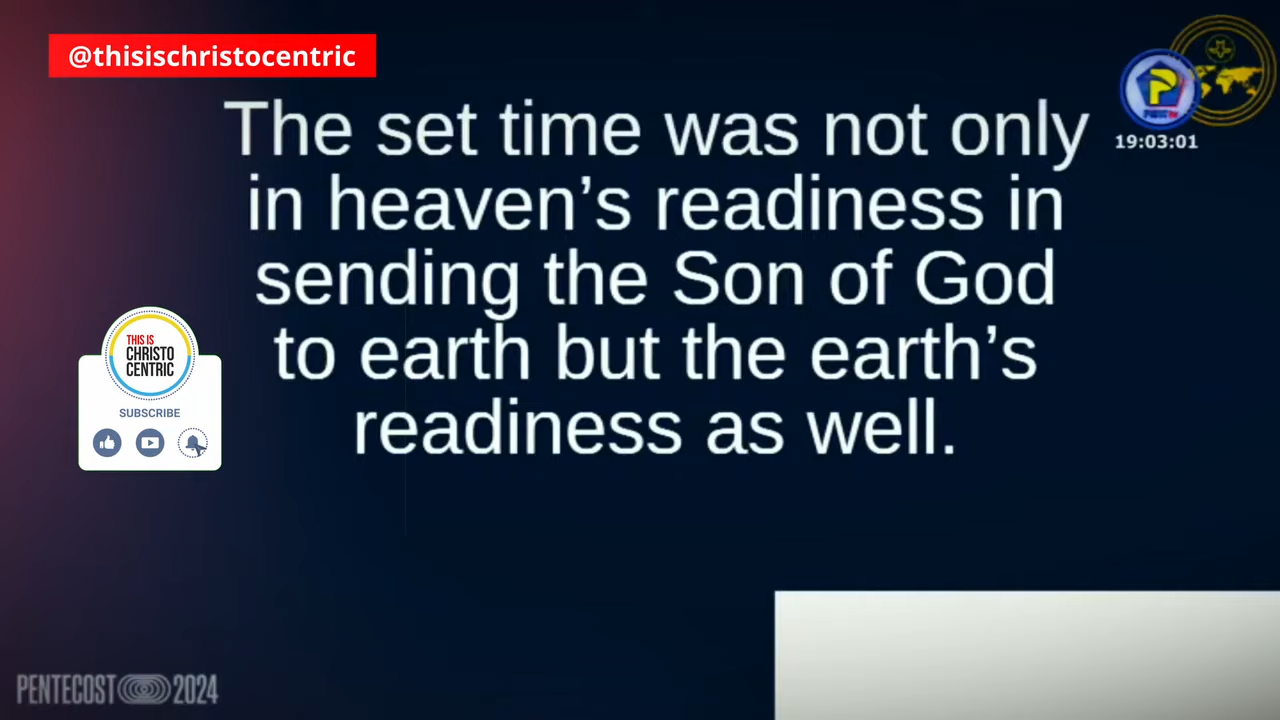 @thisischristocentric
The set time was not only
in heaven’s readiness in
sending the Son of God
to earth but the earth’s
readiness as well.
19:03:01
THIS IS
CHRISTO
CENTRIC
SUBSCRIBE
PENTECOST 2024